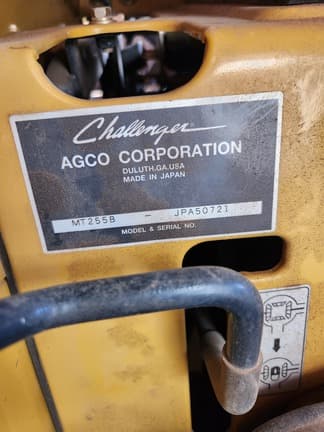 Challenger
AGCO CORPORATION
DULUTH,GA.USA
MADE IN JAPAN
MT255B - JPA50721
MODEL & SERIAL NO.